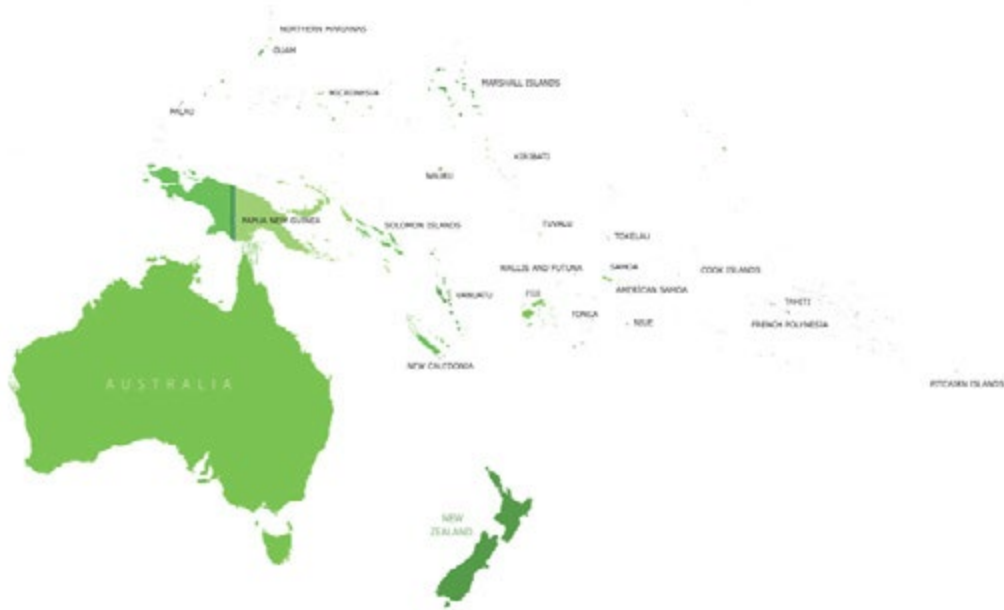 NORTHERN MARIANAS
GUAM
MARSHALL ISLANDS
MICRONESIA
PALAU
KIRIBATI
NAURU
PAPUA NEW GUINEA
SOLOMON ISLANDS
TUVALU
TOKELAU
WALLIS AND FUTUNA
SAMOA
COOK ISLANDS
VANUATU
FIJI
AMERICAN SAMOA
TAHITI
TONGA
NIUE
FRENCH POLYNESIA
NEW CALEDONIA
AUSTRALIA
PITCAIRN ISLANDS
NEW
ZEALAND